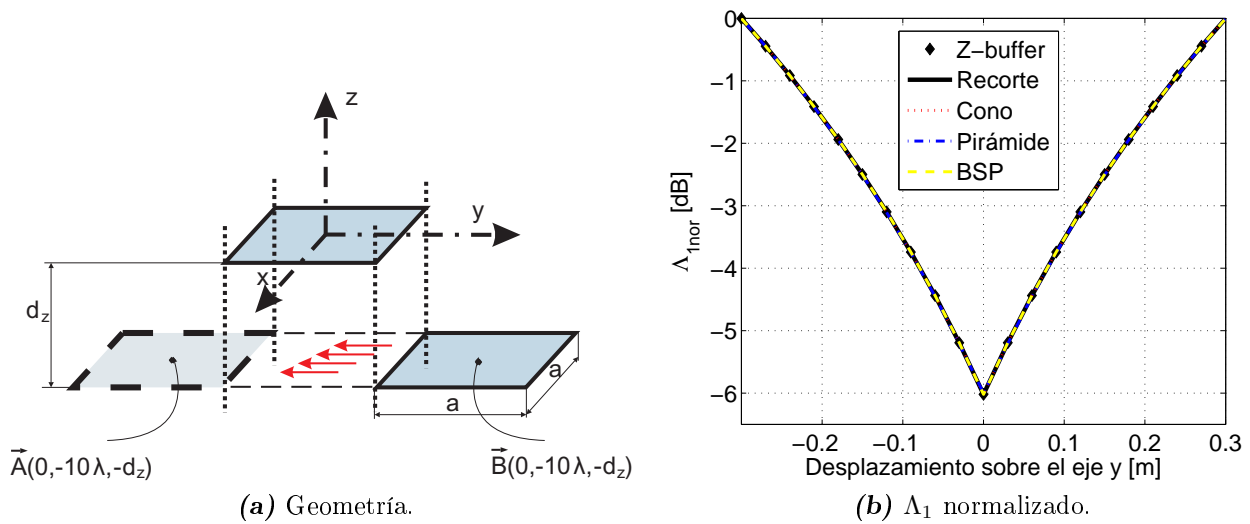 z
y
x
d_z
a
a
A⃗(0,-10λ,-d_z)
B⃗(0,-10λ,-d_z)
(a) Geometría.
0
−1
−2
−3
−4
−5
−6
Λ_1nor [dB]
Z−buffer
Recorte
Cono
Pirámide
BSP
−0.2 −0.1 0 0.1 0.2 0.3
Desplazamiento sobre el eje y [m]
(b) Λ_1 normalizado.